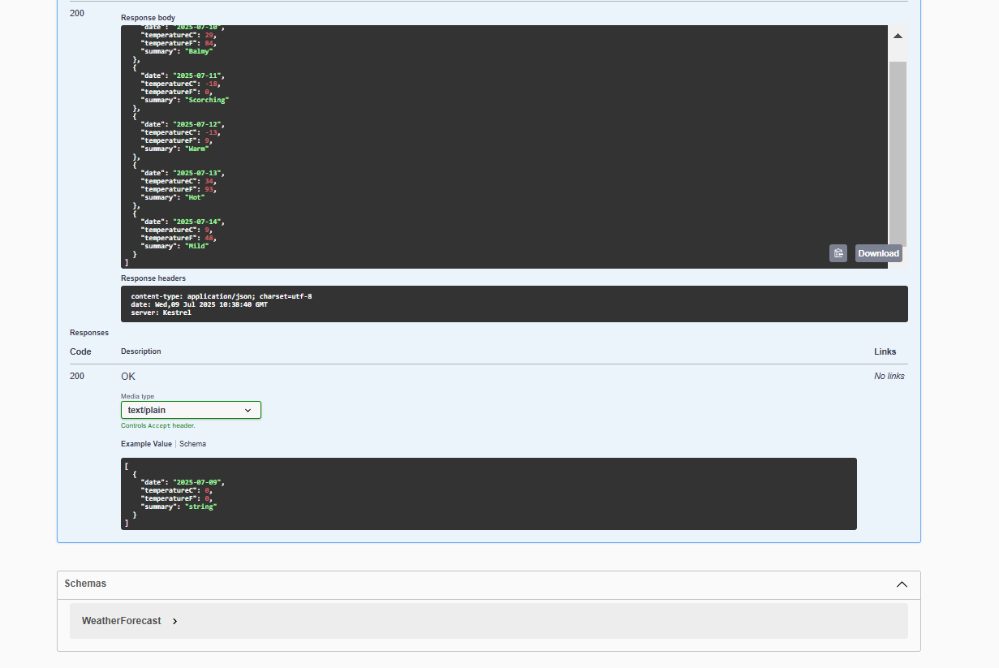 200
Response body
"date": "2025-07-10",
"temperatureC": 29,
"temperatureF": 84,
"summary": "Balmy"
},
{
"date": "2025-07-11",
"temperatureC": -18,
"temperatureF": 0,
"summary": "Scorching"
},
{
"date": "2025-07-12",
"temperatureC": -13,
"temperatureF": 9,
"summary": "Warm"
},
{
"date": "2025-07-13",
"temperatureC": 34,
"temperatureF": 93,
"summary": "Hot"
},
{
"date": "2025-07-14",
"temperatureC": 9,
"temperatureF": 48,
"summary": "Mild"
}
]
Download
Response headers
content-type: application/json; charset=utf-8
date: Wed,09 Jul 2025 10:38:40 GMT
server: Kestrel
Responses
Code Description Links
200 OK No links
Media type
text/plain
Controls Accept header.
Example Value | Schema
[
{
"date": "2025-07-09",
"temperatureC": 0,
"temperatureF": 0,
"summary": "string"
}
]
Schemas
WeatherForecast